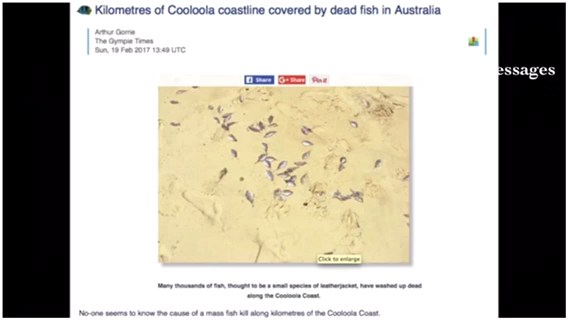 Kilometres of Cooloola coastline covered by dead fish in Australia
Arthur Gorrie
The Gympie Times
Sun, 19 Feb 2017 13:49 UTC
essages
Share
Share
Pin it
Click to enlarge
Many thousands of fish, thought to be a small species of leatherjacket, have washed up dead
along the Cooloola Coast.
No-one seems to know the cause of a mass fish kill along kilometres of the Cooloola Coast.